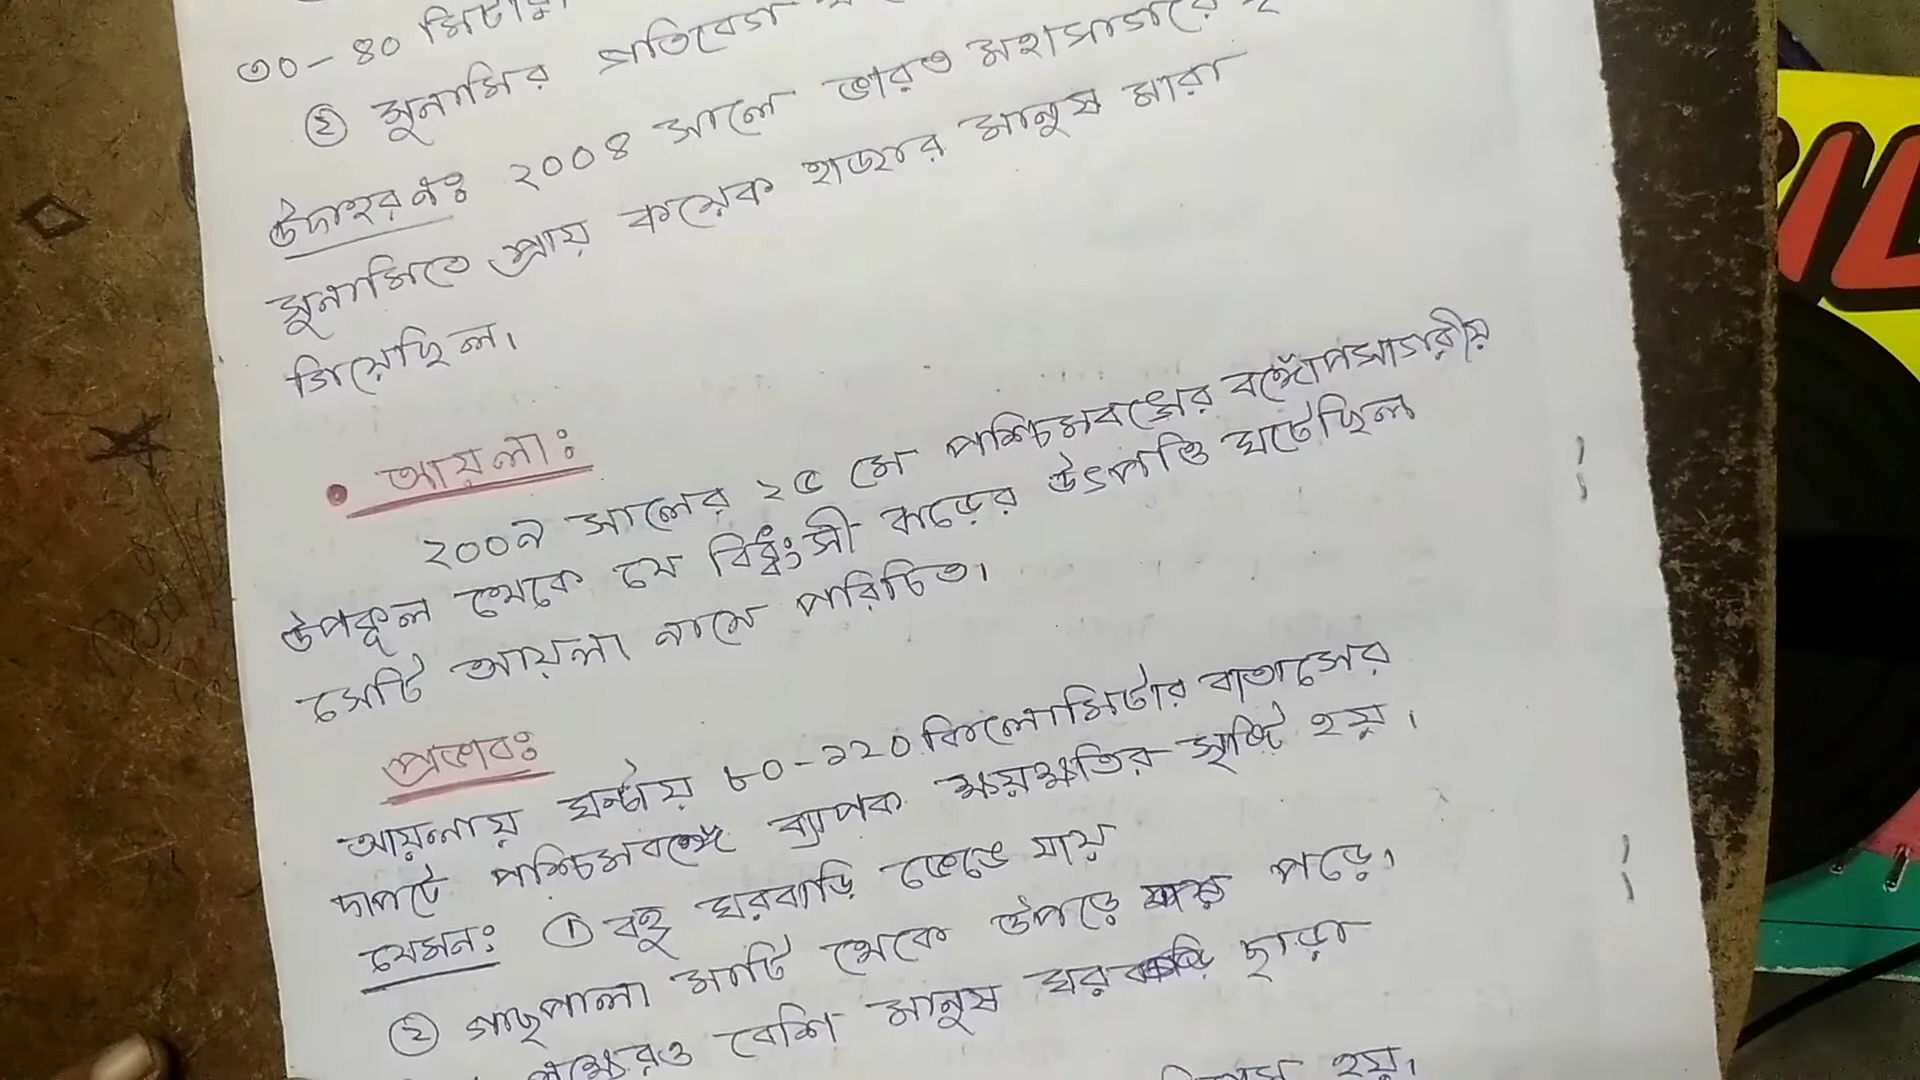 ৩০-৪০ মিটার
② সুনামির গতিবেগ
উদাহরণঃ ২০০৪ সালে ভারত মহাসাগরে
সুনামিতে প্রায় কয়েক হাজার মানুষ মারা
গিয়েছিল।
• আয়লাঃ
২০০৯ সালের ২৫ মে পশ্চিমবঙ্গের বঙ্গোপসাগরীয়
উপকূল থেকে যে বিধ্বংসী ঝড়ের উৎপত্তি ঘটেছিল
সেটি আয়লা নামে পরিচিত।
প্রভাবঃ
আয়লায় ঘন্টায় ৮০-১২০ কিলোমিটার বাতাসের
দাপটে পশ্চিমবঙ্গে ব্যাপক ক্ষয়ক্ষতির সৃষ্টি হয়।
যেমনঃ ① বহু ঘরবাড়ি ভেঙে যায়
② গাছপালা মাটি থেকে উপড়ে পড়ে।
বেশি মানুষ ঘর ছাড়া
হয়।